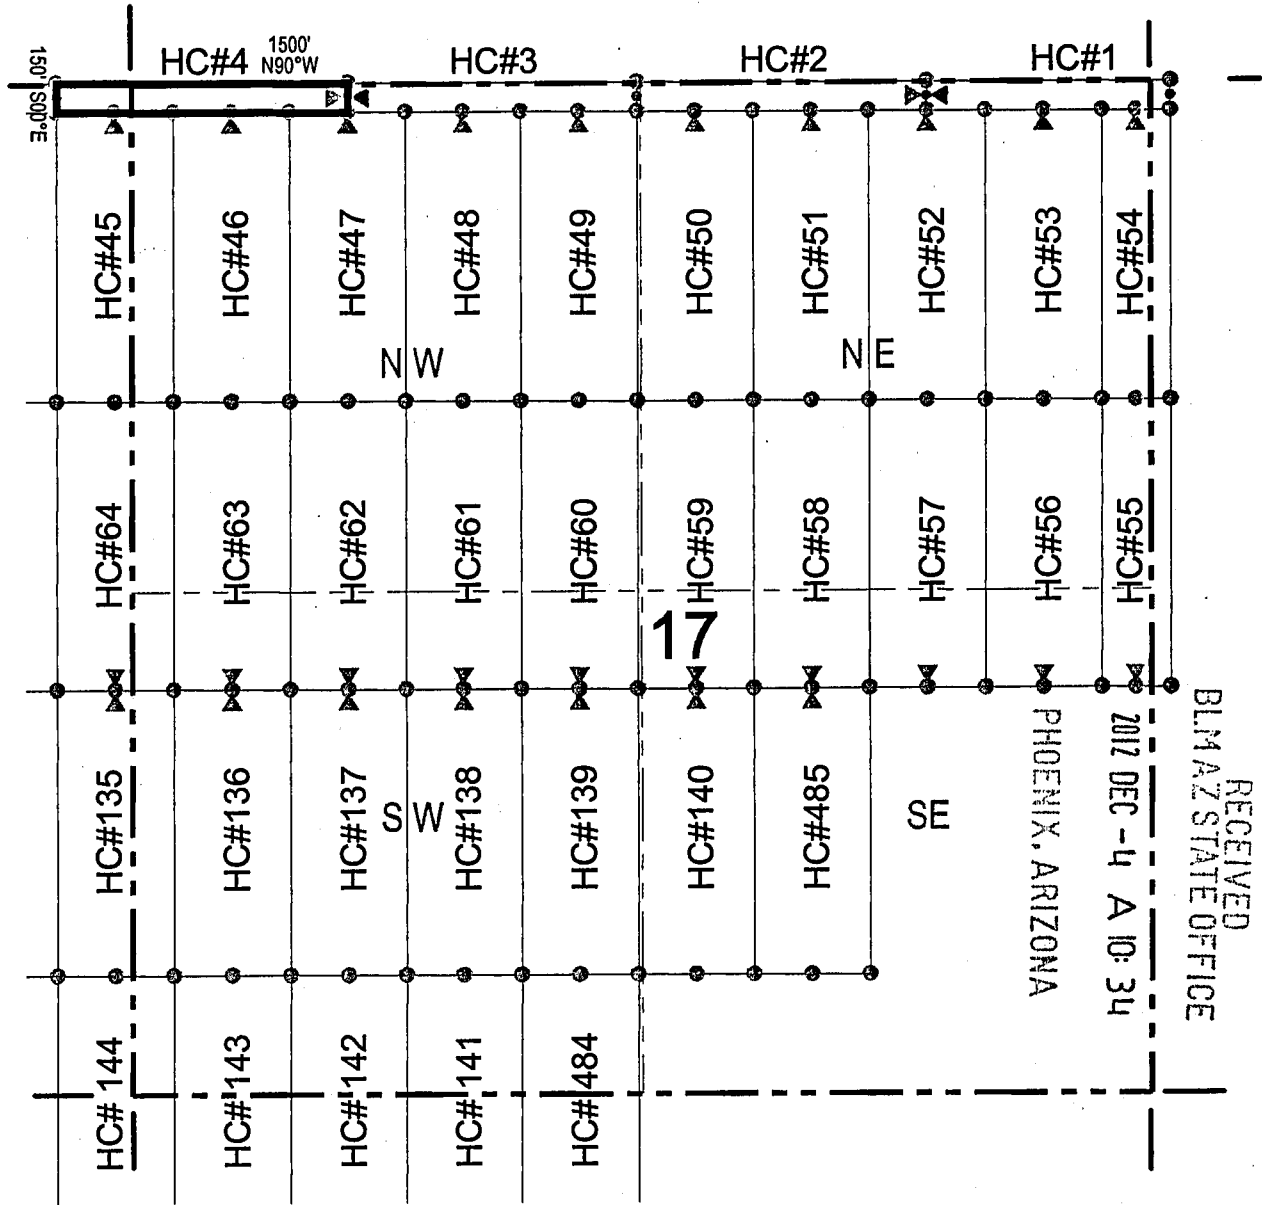 HC#4 1500' HC#3 HC#2 HC#1
N90°W
150' S00°E
HC#45 HC#46 HC#47 HC#48 HC#49 HC#50 HC#51 HC#52 HC#53 HC#54
NW NE
HC#64 HC#63 HC#62 HC#61 HC#60 HC#59 HC#58 HC#57 HC#56 HC#55
17
HC#135 HC#136 HC#137 HC#138 HC#139 HC#140 HC#485
SW SE
HC#144 HC#143 HC#142 HC#141 HC#484
RECEIVED
BLM AZ STATE OFFICE
2012 DEC -4 A 10:34
PHOENIX, ARIZONA